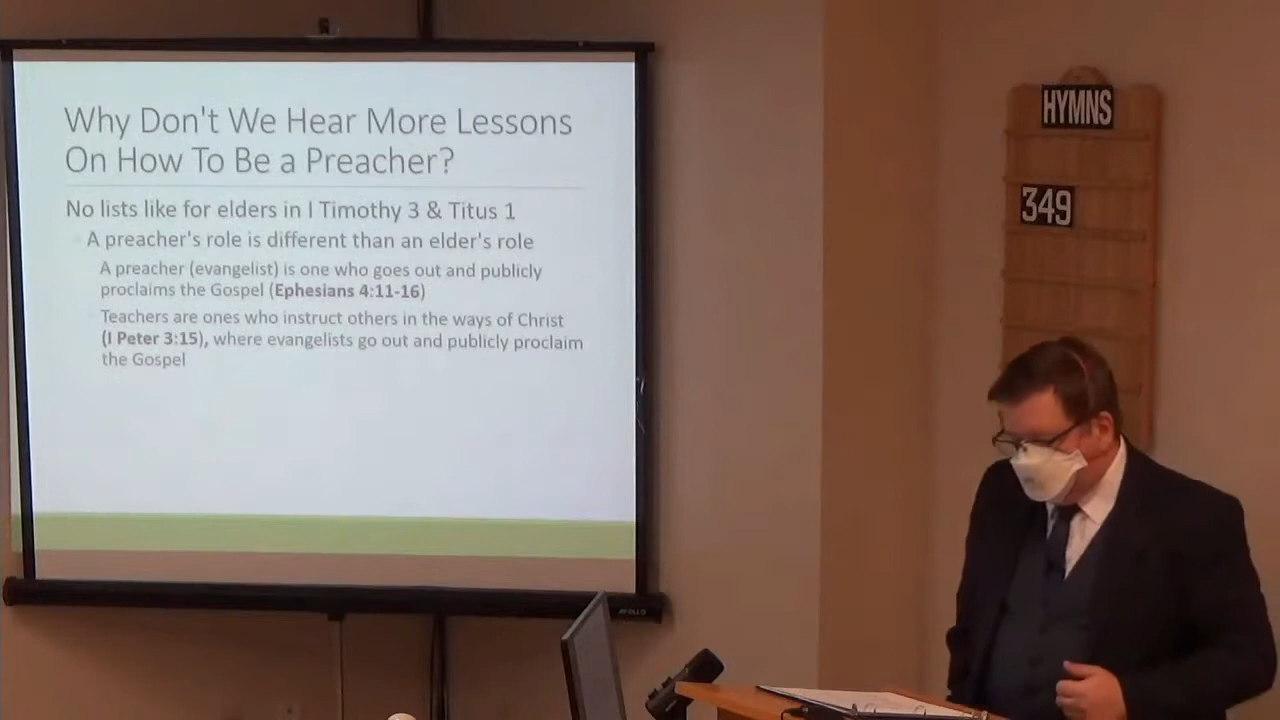 Why Don't We Hear More Lessons
On How To Be a Preacher?
No lists like for elders in I Timothy 3 & Titus 1
A preacher's role is different than an elder's role
A preacher (evangelist) is one who goes out and publicly
proclaims the Gospel (Ephesians 4:11-16)
Teachers are ones who instruct others in the ways of Christ
(I Peter 3:15), where evangelists go out and publicly proclaim
the Gospel
APOLLO
HYMNS
349